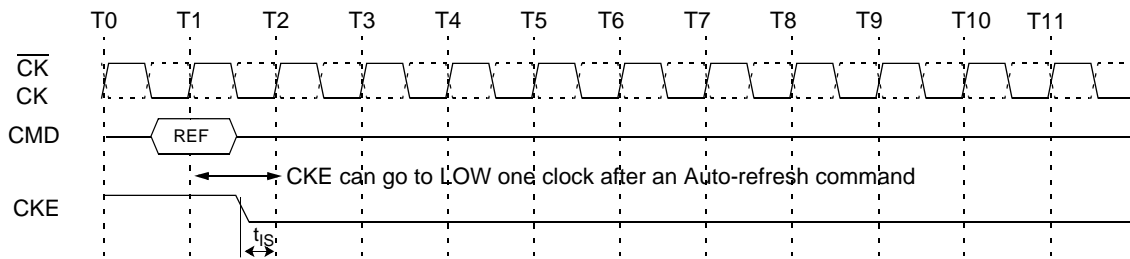 T0 T1 T2 T3 T4 T5 T6 T7 T8 T9 T10 T11
CK
CK
CMD REF
CKE can go to LOW one clock after an Auto-refresh command
CKE
tIS